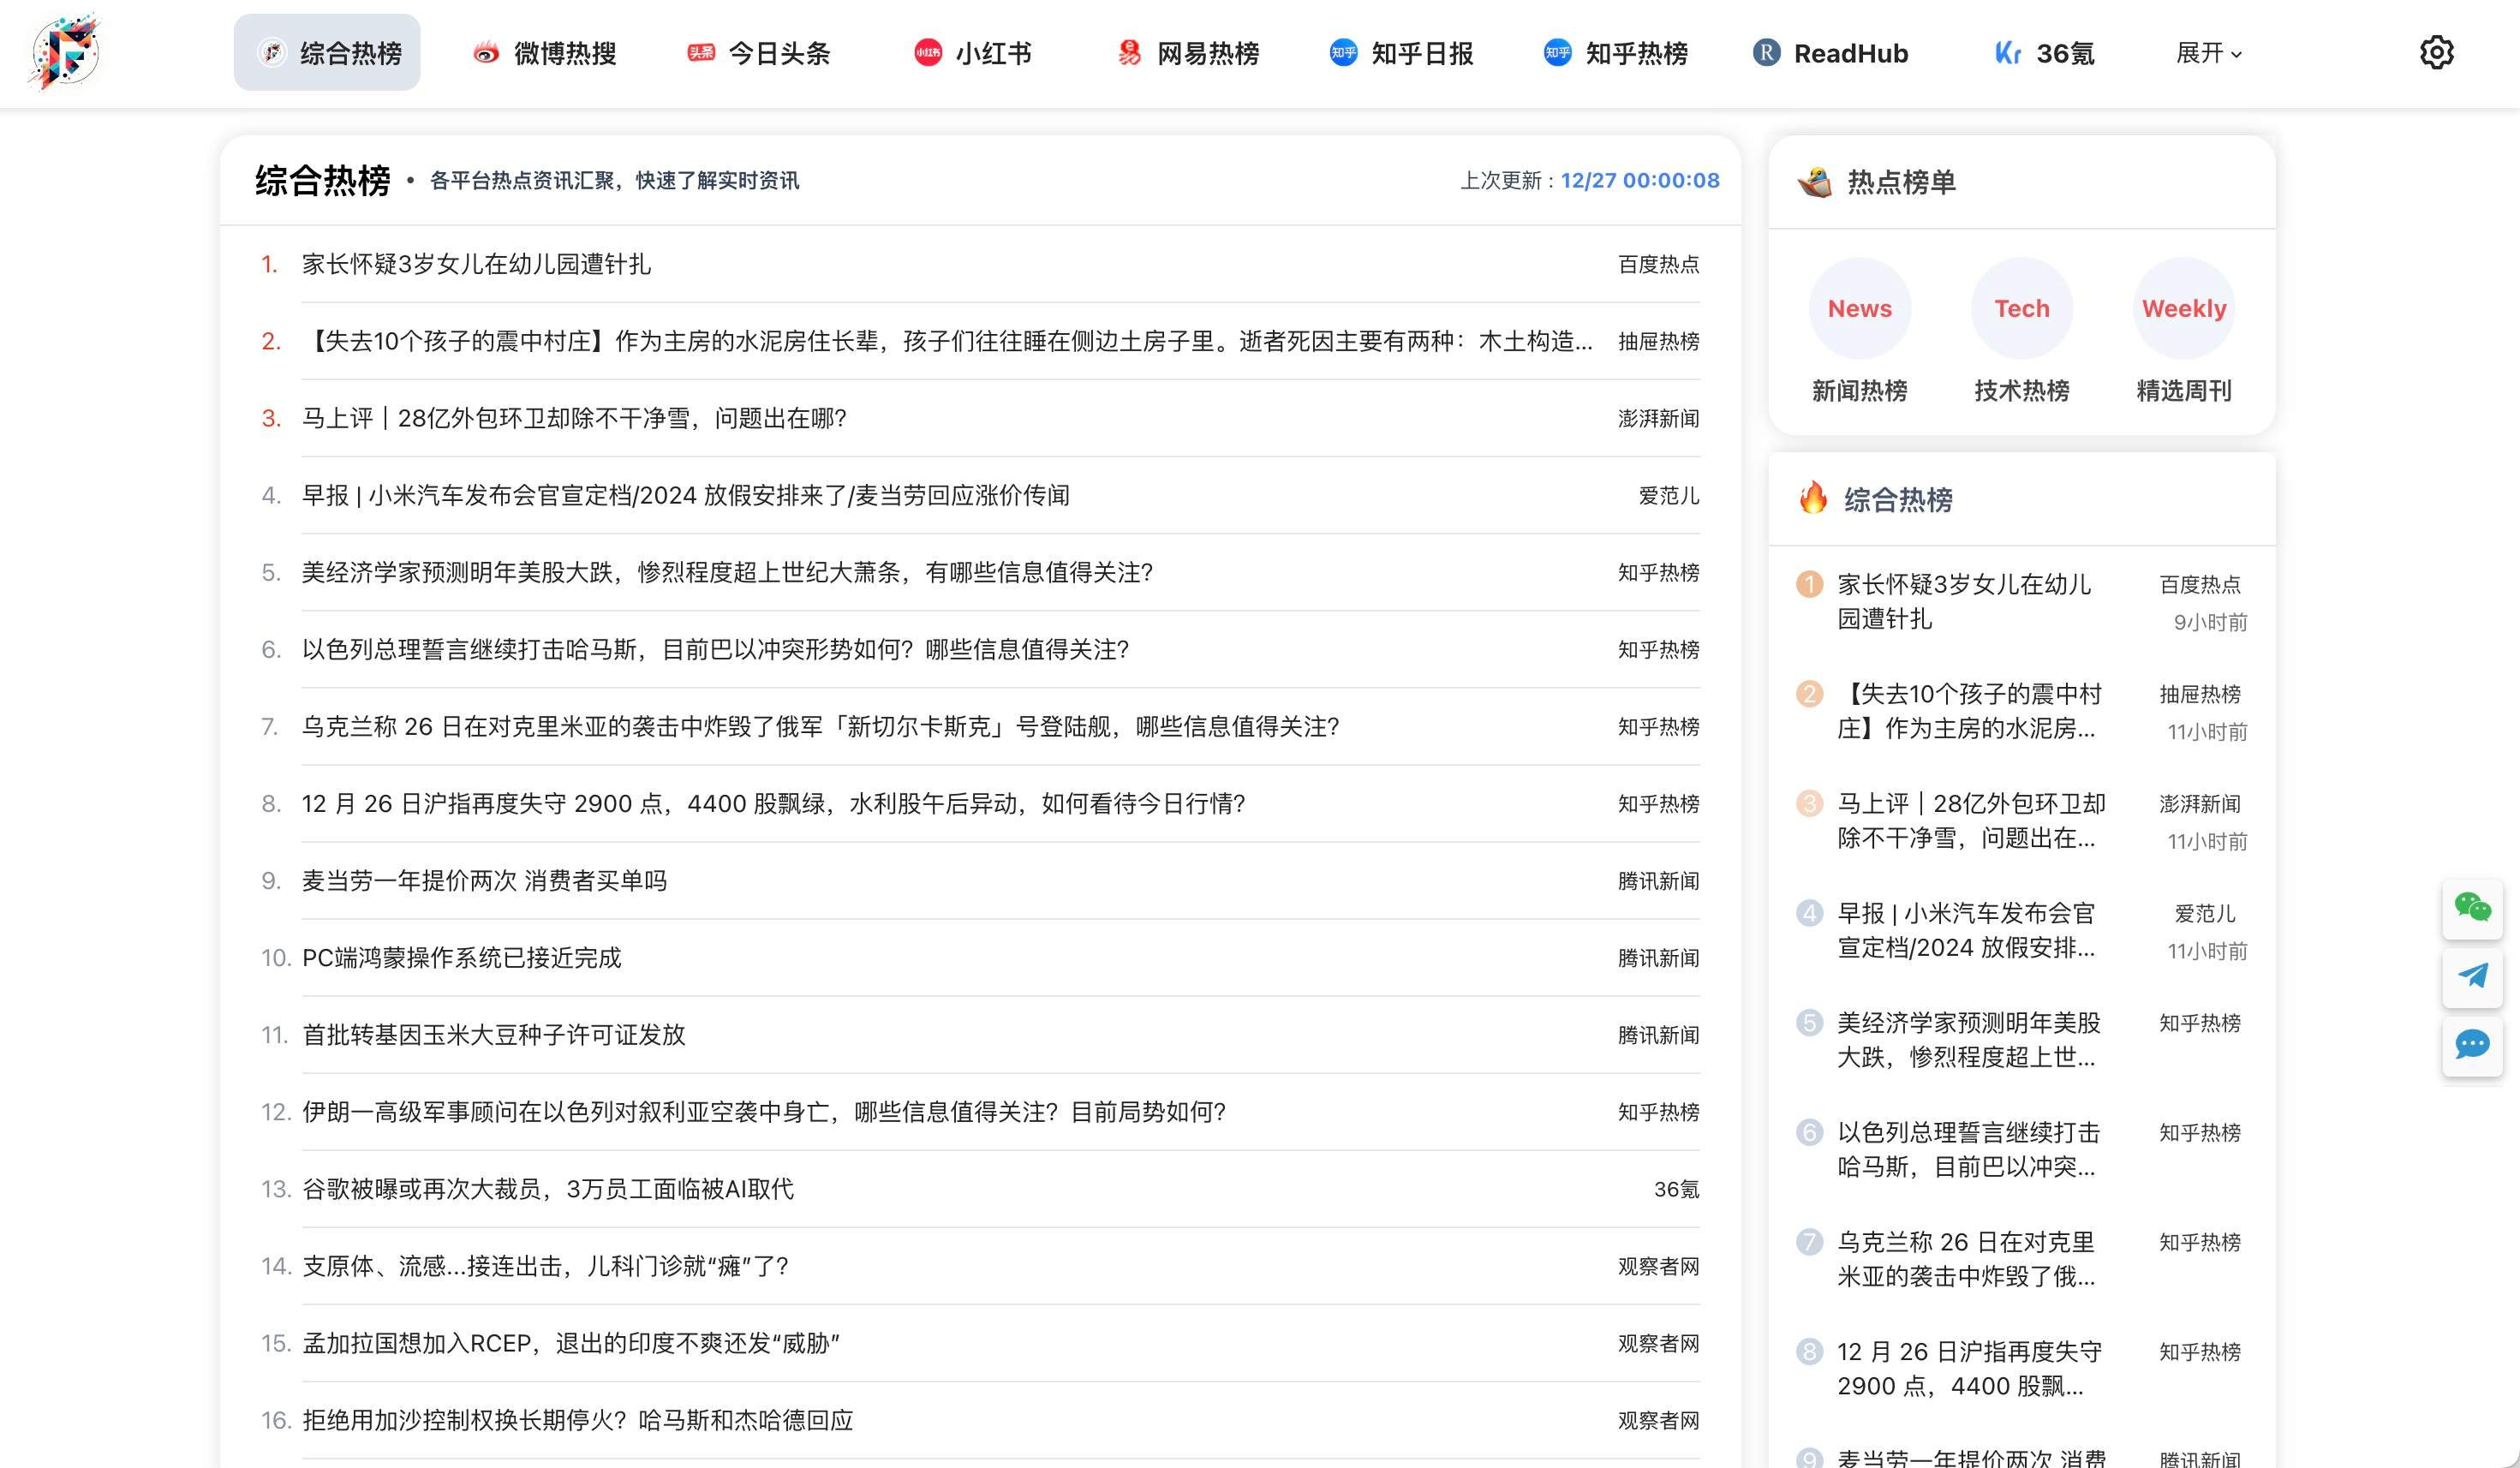 综合热榜
微博热搜
头条 今日头条
小红书 小红书
网易热榜
知乎 知乎日报
知乎 知乎热榜
R ReadHub
Kr 36氪
展开
综合热榜 • 各平台热点资讯汇聚，快速了解实时资讯
上次更新 : 12/27 00:00:08
1. 家长怀疑3岁女儿在幼儿园遭针扎 百度热点
2. 【失去10个孩子的震中村庄】作为主房的水泥房住长辈，孩子们往往睡在侧边土房子里。逝者死因主要有两种：木土构造... 抽屉热榜
3. 马上评｜28亿外包环卫却除不干净雪，问题出在哪？ 澎湃新闻
4. 早报 | 小米汽车发布会官宣定档/2024 放假安排来了/麦当劳回应涨价传闻 爱范儿
5. 美经济学家预测明年美股大跌，惨烈程度超上世纪大萧条，有哪些信息值得关注？ 知乎热榜
6. 以色列总理誓言继续打击哈马斯，目前巴以冲突形势如何？哪些信息值得关注？ 知乎热榜
7. 乌克兰称 26 日在对克里米亚的袭击中炸毁了俄军「新切尔卡斯克」号登陆舰，哪些信息值得关注？ 知乎热榜
8. 12 月 26 日沪指再度失守 2900 点，4400 股飘绿，水利股午后异动，如何看待今日行情？ 知乎热榜
9. 麦当劳一年提价两次 消费者买单吗 腾讯新闻
10. PC端鸿蒙操作系统已接近完成 腾讯新闻
11. 首批转基因玉米大豆种子许可证发放 腾讯新闻
12. 伊朗一高级军事顾问在以色列对叙利亚空袭中身亡，哪些信息值得关注？目前局势如何？ 知乎热榜
13. 谷歌被曝或再次大裁员，3万员工面临被AI取代 36氪
14. 支原体、流感...接连出击，儿科门诊就“瘫”了？ 观察者网
15. 孟加拉国想加入RCEP，退出的印度不爽还发“威胁” 观察者网
16. 拒绝用加沙控制权换长期停火？哈马斯和杰哈德回应 观察者网
热点榜单
News Tech Weekly
新闻热榜 技术热榜 精选周刊
综合热榜
1 家长怀疑3岁女儿在幼儿 百度热点
园遭针扎 9小时前
2 【失去10个孩子的震中村 抽屉热榜
庄】作为主房的水泥房... 11小时前
3 马上评｜28亿外包环卫却 澎湃新闻
除不干净雪，问题出在... 11小时前
4 早报 | 小米汽车发布会官 爱范儿
宣定档/2024 放假安排... 11小时前
5 美经济学家预测明年美股 知乎热榜
大跌，惨烈程度超上世...
6 以色列总理誓言继续打击 知乎热榜
哈马斯，目前巴以冲突...
7 乌克兰称 26 日在对克里 知乎热榜
米亚的袭击中炸毁了俄...
8 12 月 26 日沪指再度失守 知乎热榜
2900 点，4400 股飘...
9 麦当劳一年提价两次 消费 腾讯新闻